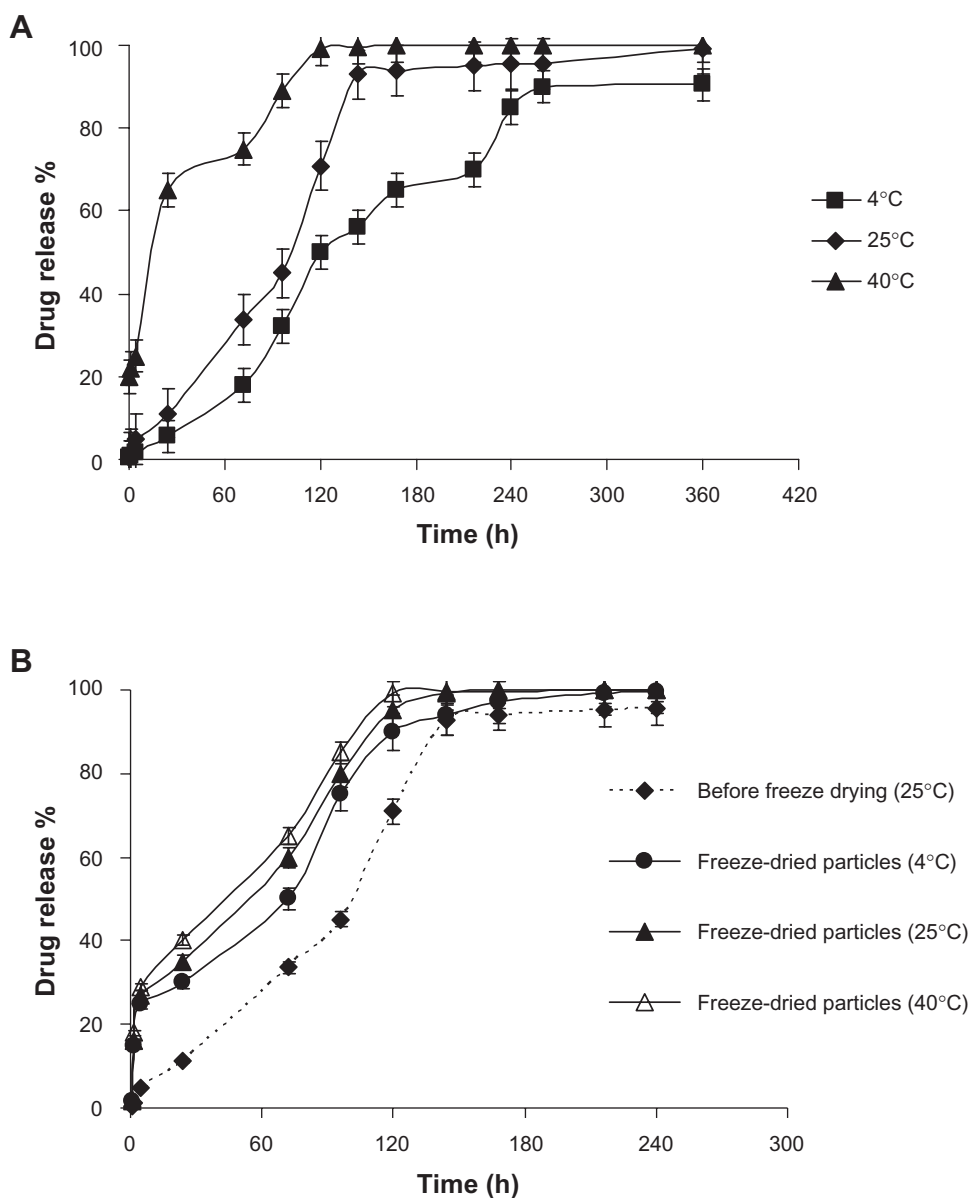 A
100
80
60
40
20
0
Drug release %
0 60 120 180 240 300 360 420
Time (h)
4°C
25°C
40°C
B
100
80
60
40
20
0
Drug release %
0 60 120 180 240 300
Time (h)
Before freeze drying (25°C)
Freeze-dried particles (4°C)
Freeze-dried particles (25°C)
Freeze-dried particles (40°C)